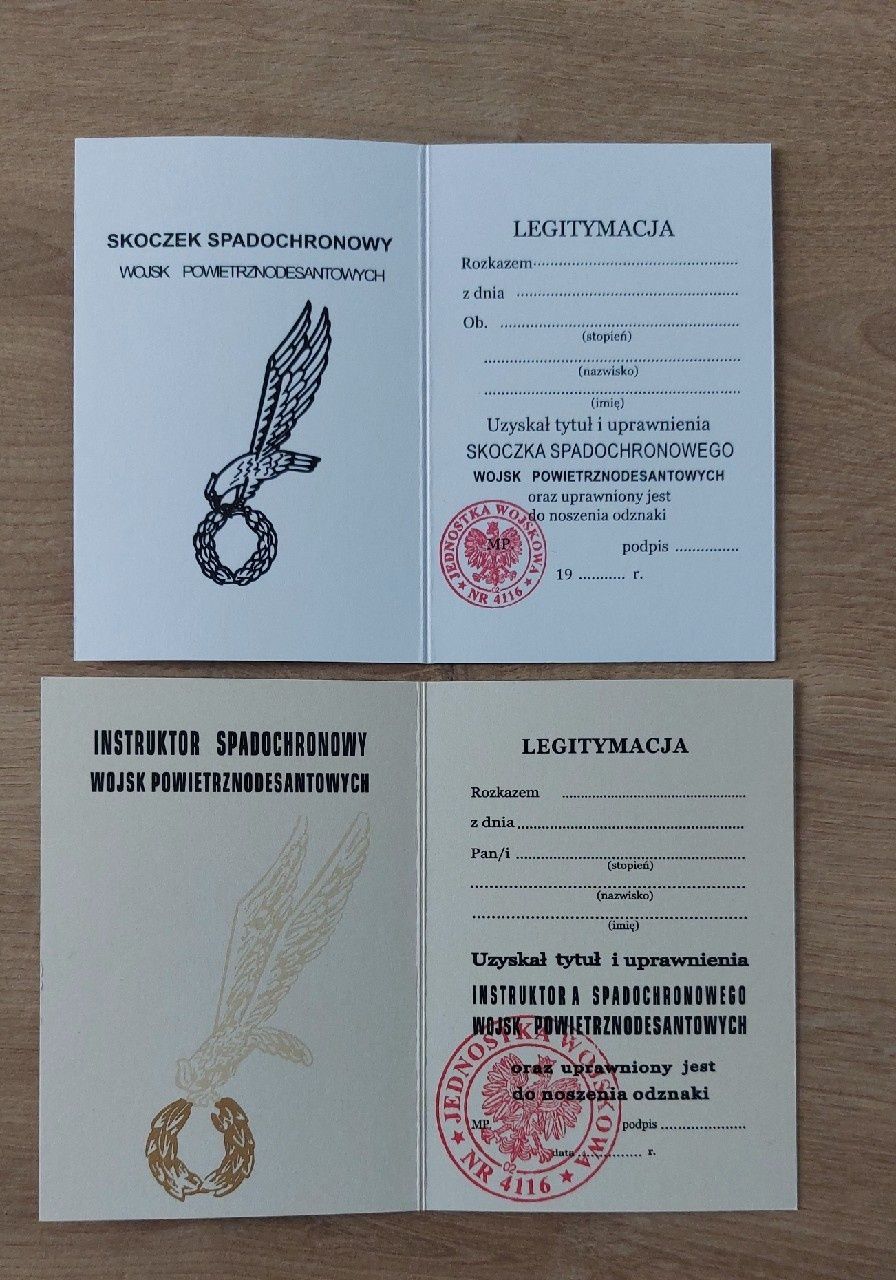 SKOCZEK SPADOCHRONOWY
WOJSK POWIETRZNODESANTOWYCH
LEGITYMACJA
Rozkazem
z dnia
Ob.
(stopień)
(nazwisko)
(imię)
Uzyskał tytuł i uprawnienia
SKOCZKA SPADOCHRONOWEGO
WOJSK POWIETRZNODESANTOWYCH
oraz uprawniony jest
do noszenia odznaki
MP.
podpis ...............
19 ........... r.
JEDNOSTKA WOJSKOWA
02
★ NR 4116 ★
INSTRUKTOR SPADOCHRONOWY
WOJSK POWIETRZNODESANTOWYCH
LEGITYMACJA
Rozkazem
z dnia
Pan/i
(stopień)
(nazwisko)
(imię)
Uzyskał tytuł i uprawnienia
INSTRUKTORA SPADOCHRONOWEGO
WOJSK POWIETRZNODESANTOWYCH
oraz uprawniony jest
do noszenia odznaki
MP.
podpis ...............
data ............... r.
JEDNOSTKA WOJSKOWA
02
★ NR 4116 ★